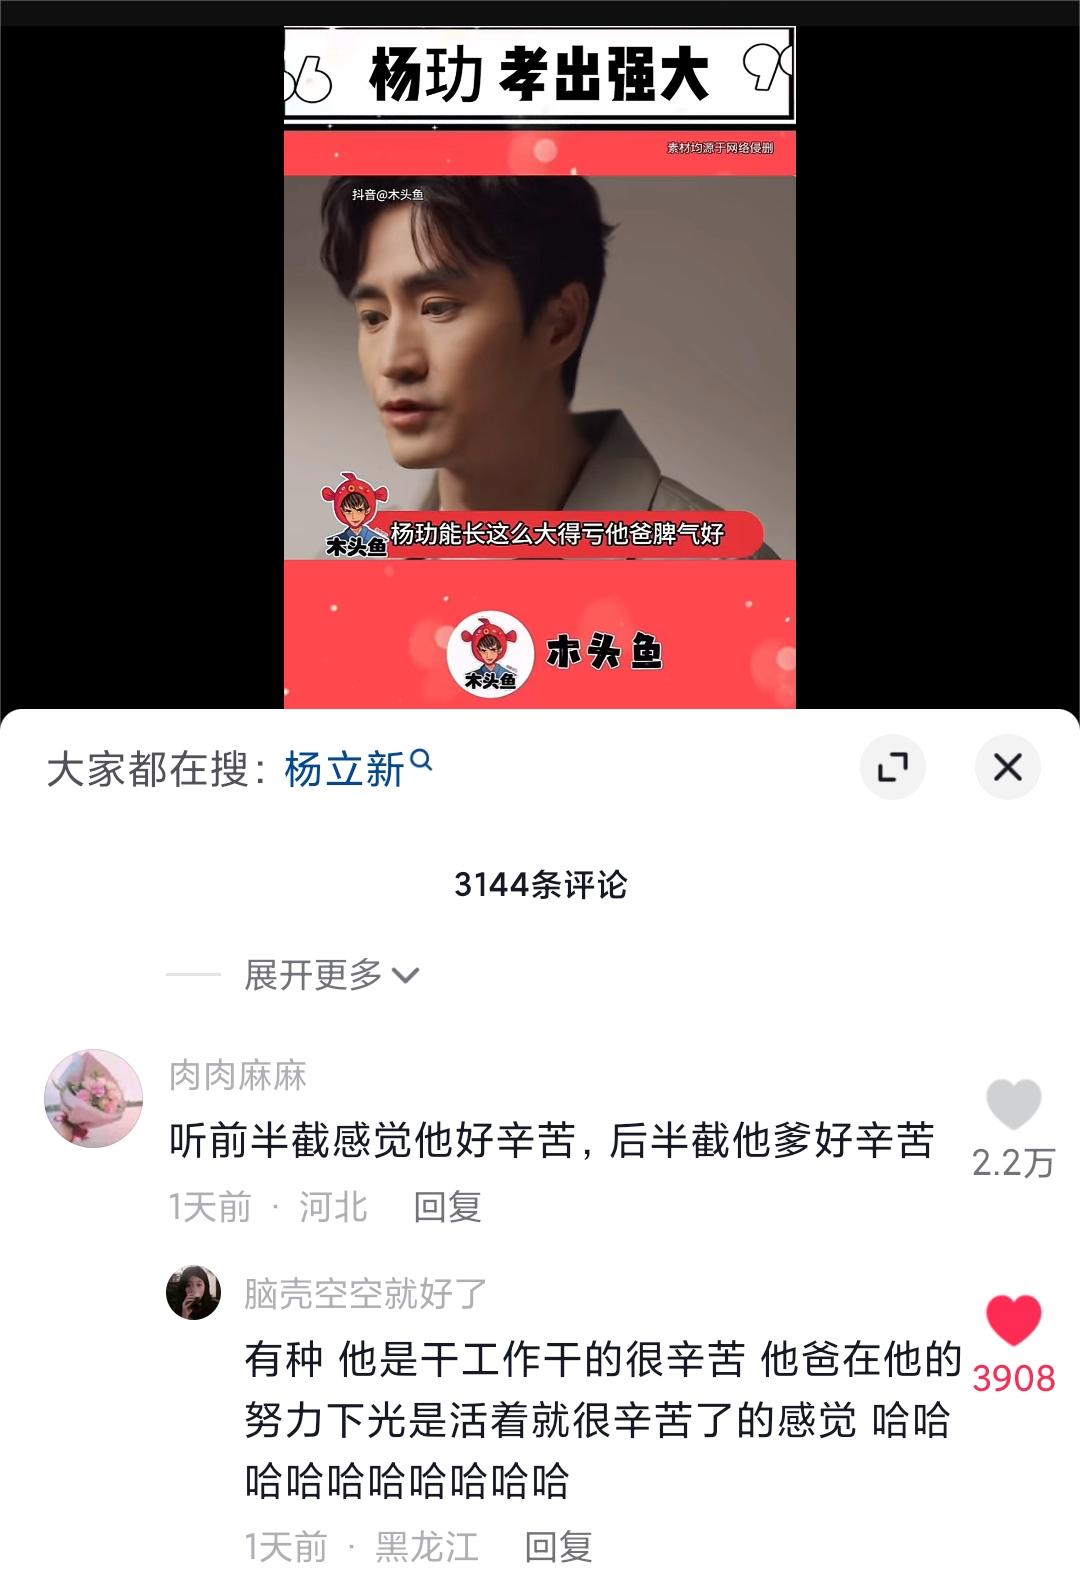 杨玏 孝出强大
素材均源于网络侵删
抖音@木头鱼
杨玏能长这么大得亏他爸脾气好
木头鱼
木头鱼
木头鱼
大家都在搜：杨立新
3144条评论
展开更多
肉肉麻麻
听前半截感觉他好辛苦，后半截他爹好辛苦
2.2万
1天前 · 河北 回复
脑壳空空就好了
有种 他是干工作干的很辛苦 他爸在他的
3908
努力下光是活着就很辛苦了的感觉 哈哈
哈哈哈哈哈哈哈哈
1天前 · 黑龙江 回复